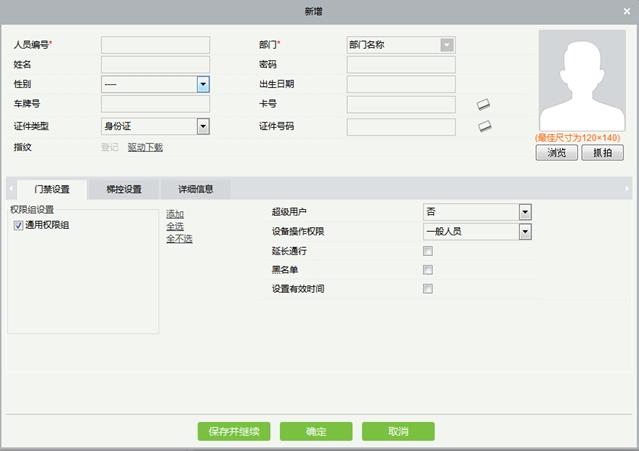 新增
人员编号* 部门* 部门名称
姓名 密码
性别 ---- 出生日期
车牌号 卡号
证件类型 身份证 证件号码
(最佳尺寸为120×140)
指纹 登记 驱动下载 浏览 抓拍
门禁设置 梯控设置 详细信息
权限组设置
通用权限组
添加
全选
全不选
超级用户 否
设备操作权限 一般人员
延长通行
黑名单
设置有效时间
保存并继续 确定 取消